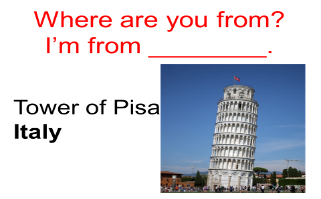 Where are you from?
I’m from _________.
Tower of Pisa
Italy